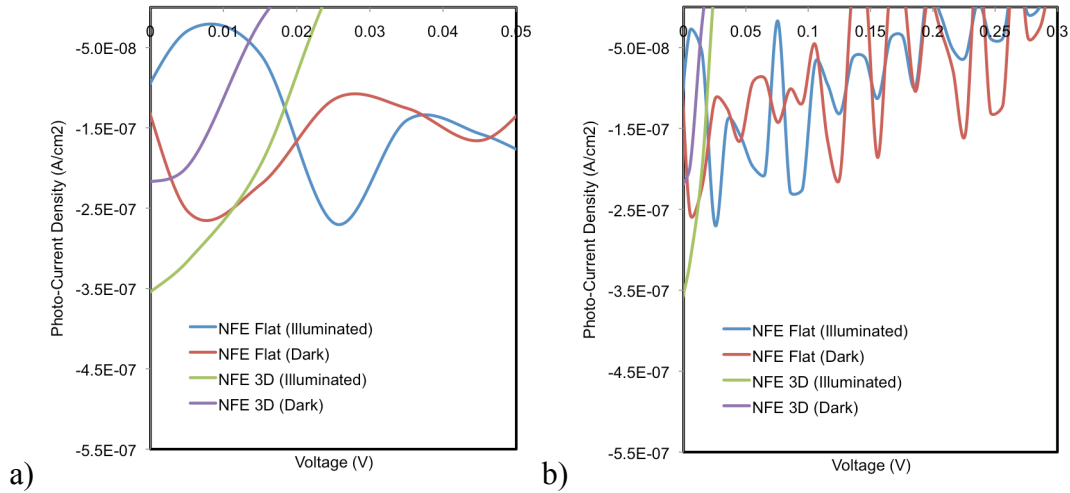 0 0.01 0.02 0.03 0.04 0.05
-5.0E-08
-1.5E-07
-2.5E-07
-3.5E-07
-4.5E-07
-5.5E-07
Photo-Current Density (A/cm2)
NFE Flat (Illuminated)
NFE Flat (Dark)
NFE 3D (Illuminated)
NFE 3D (Dark)
Voltage (V)
a)
0 0.05 0.1 0.15 0.2 0.25 0.3
-5.0E-08
-1.5E-07
-2.5E-07
-3.5E-07
-4.5E-07
-5.5E-07
Photo-Current Density (A/cm2)
NFE Flat (Illuminated)
NFE Flat (Dark)
NFE 3D (Illuminated)
NFE 3D (Dark)
Voltage (V)
b)